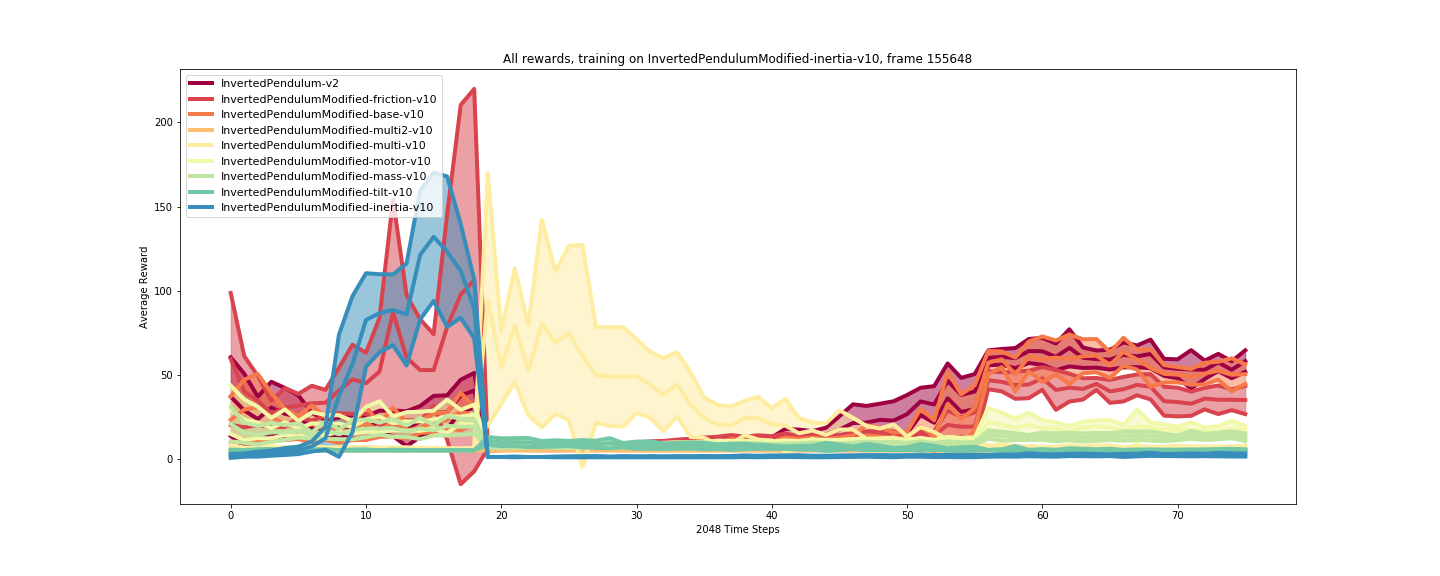 All rewards, training on InvertedPendulumModified-inertia-v10, frame 155648
InvertedPendulum-v2
InvertedPendulumModified-friction-v10
InvertedPendulumModified-base-v10
InvertedPendulumModified-multi2-v10
InvertedPendulumModified-multi-v10
InvertedPendulumModified-motor-v10
InvertedPendulumModified-mass-v10
InvertedPendulumModified-tilt-v10
InvertedPendulumModified-inertia-v10
Average Reward
200
150
100
50
0
0 10 20 30 40 50 60 70
2048 Time Steps